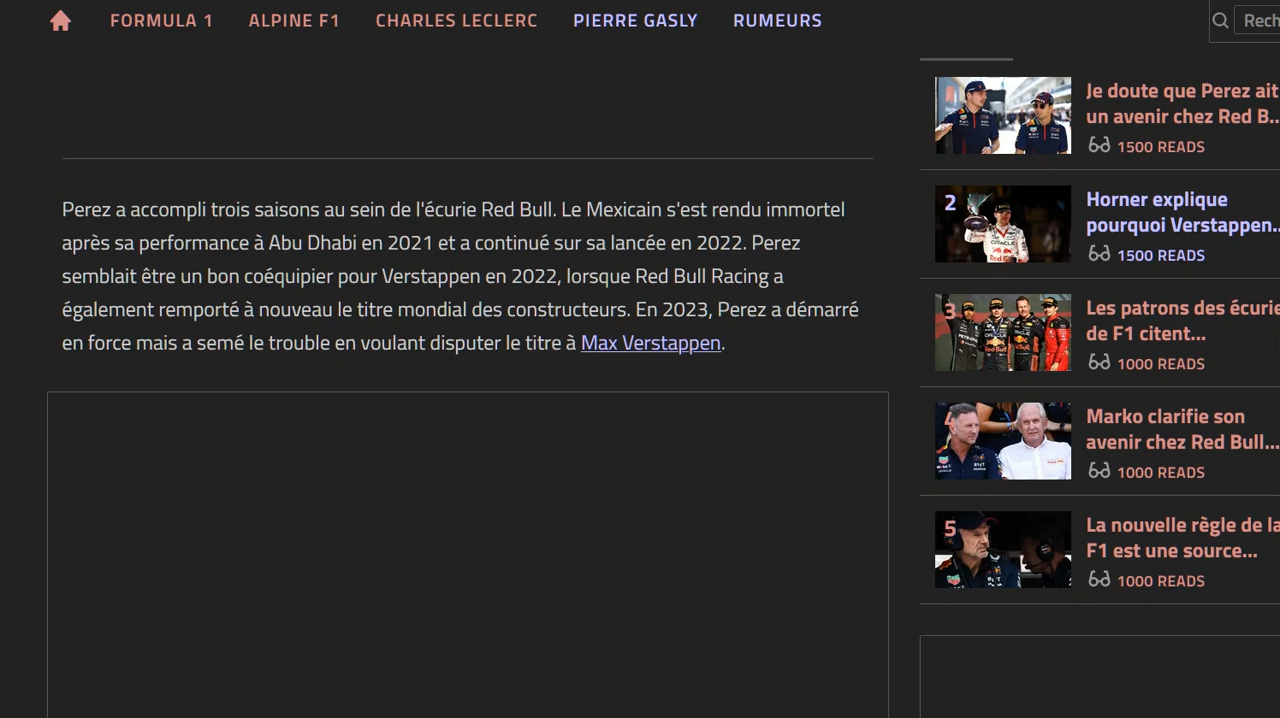 FORMULA 1 ALPINE F1 CHARLES LECLERC PIERRE GASLY RUMEURS
Rech
Perez a accompli trois saisons au sein de l'écurie Red Bull. Le Mexicain s'est rendu immortel
après sa performance à Abu Dhabi en 2021 et a continué sur sa lancée en 2022. Perez
semblait être un bon coéquipier pour Verstappen en 2022, lorsque Red Bull Racing a
également remporté à nouveau le titre mondial des constructeurs. En 2023, Perez a démarré
en force mais a semé le trouble en voulant disputer le titre à Max Verstappen.
Je doute que Perez ait
un avenir chez Red B...
1500 READS
2
Horner explique
pourquoi Verstappen...
1500 READS
3
Les patrons des écurie
de F1 citent...
1000 READS
4
Marko clarifie son
avenir chez Red Bull...
1000 READS
5
La nouvelle règle de la
F1 est une source...
1000 READS